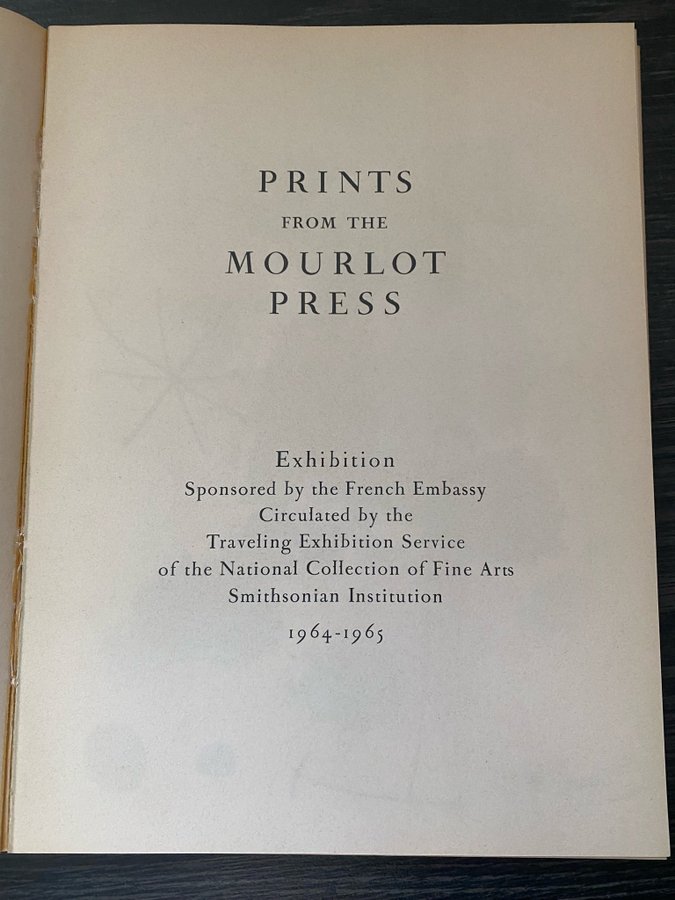 PRINTS
FROM THE
MOURLOT
PRESS
Exhibition
Sponsored by the French Embassy
Circulated by the
Traveling Exhibition Service
of the National Collection of Fine Arts
Smithsonian Institution
1964-1965